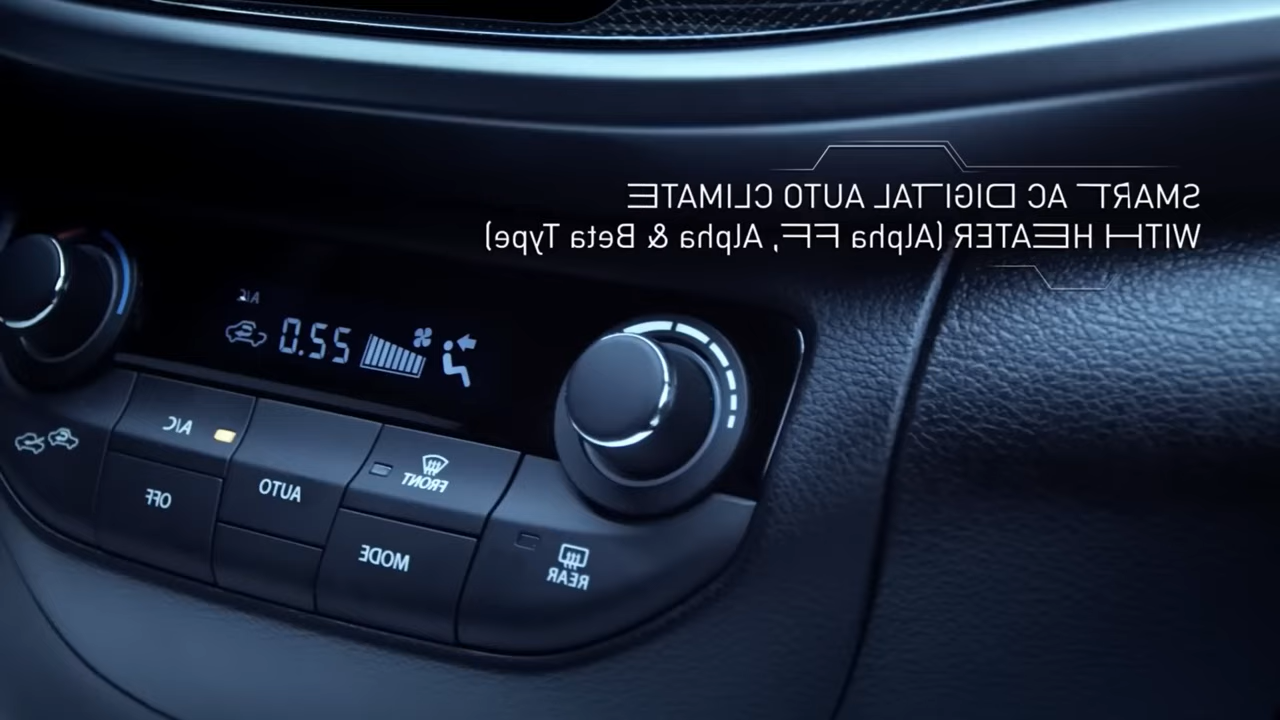 SMART AC DIGITAL AUTO CLIMATE
WITH HEATER (Alpha FF, Alpha & Beta Type)
A/C
22.0
A/C
AUTO
FRONT
OFF
MODE
REAR